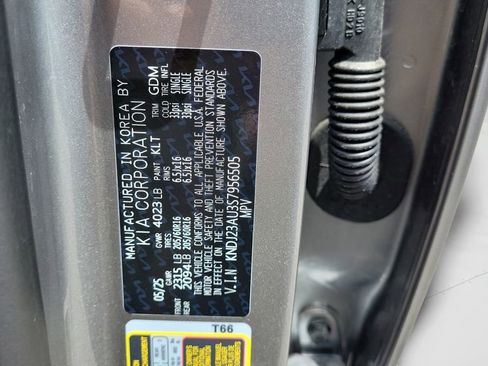 MANUFACTURED IN KOREA BY
KIA CORPORATION
05/25 GVWR 4023 LB PAINT KLT TRIM GDM
GAWR TIRES RIMS COLD TIRE INFL
FRONT 2315 LB 205/60R16 6.5Jx16 33psi SINGLE
REAR 2094 LB 205/60R16 6.5Jx16 33psi SINGLE
THIS VEHICLE CONFORMS TO ALL APPLICABLE U.S.A. FEDERAL
MOTOR VEHICLE SAFETY AND THEFT PREVENTION STANDARDS
IN EFFECT ON THE DATE OF MANUFACTURE SHOWN ABOVE.
V.I.N KNDJ23AU3S7956505
MPV
T66